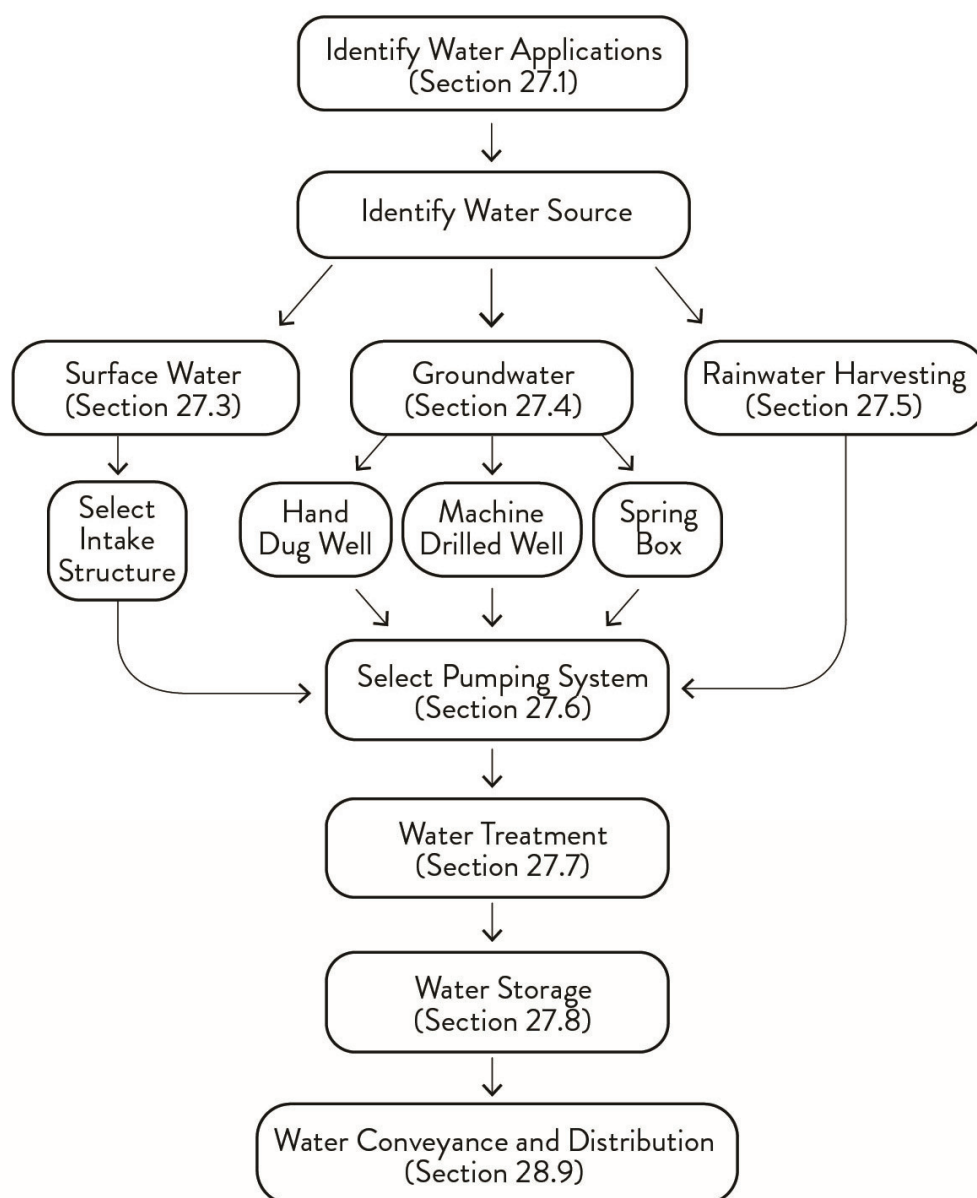 Identify Water Applications
(Section 27.1)
Identify Water Source
Surface Water
(Section 27.3)
Groundwater
(Section 27.4)
Rainwater Harvesting
(Section 27.5)
Select
Intake
Structure
Hand
Dug Well
Machine
Drilled Well
Spring
Box
Select Pumping System
(Section 27.6)
Water Treatment
(Section 27.7)
Water Storage
(Section 27.8)
Water Conveyance and Distribution
(Section 28.9)